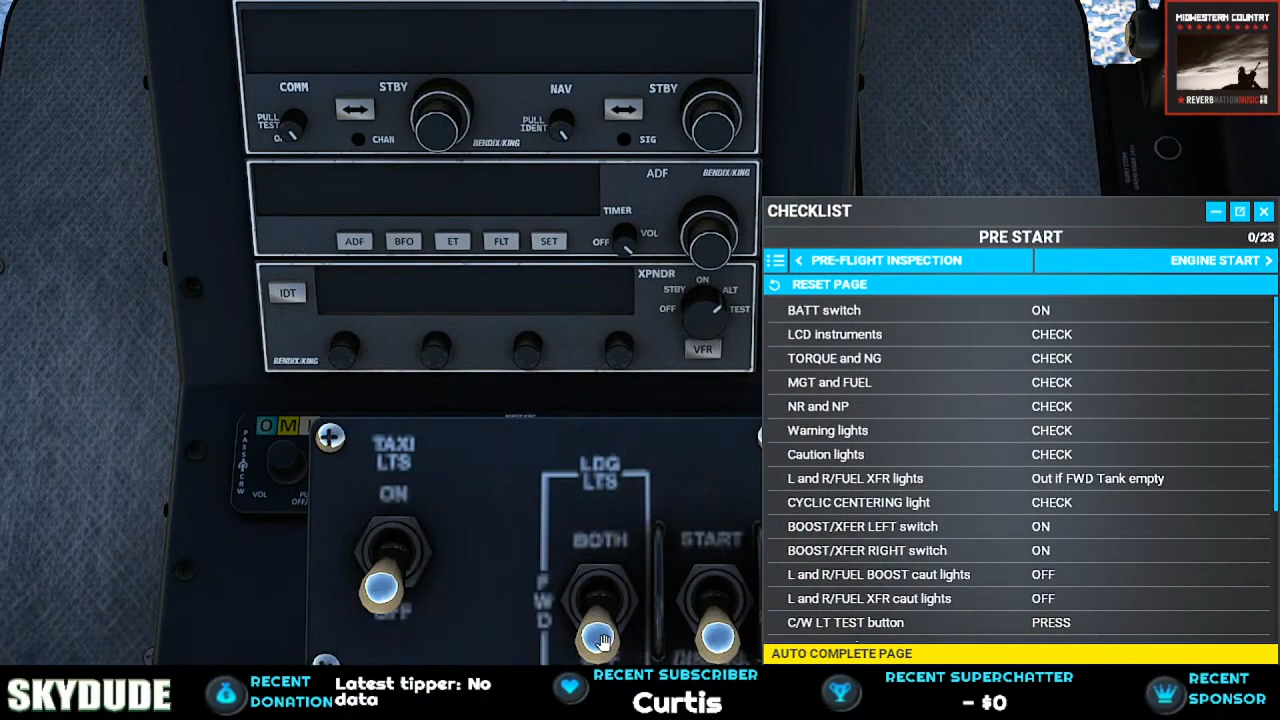 MIDWESTERN COUNTRY
REVERBNATIONMUSIC
COMM
STBY
NAV
STBY
PULL
TEST
CHAN
BENDIX/KING
PULL
IDENT
SIG
ADF
BENDIX/KING
TIMER
OFF
VOL
ADF
BFO
ET
FLT
SET
XPNDR
IDT
OFF
STBY
ON
ALT
TEST
VFR
BENDIX/KING
O M
VOL
TAXI
LTS
ON
OFF
LDG
LTS
BOTH
FWD
START
CHECKLIST
PRE START 0/23
< PRE-FLIGHT INSPECTION ENGINE START >
RESET PAGE
BATT switch ON
LCD instruments CHECK
TORQUE and NG CHECK
MGT and FUEL CHECK
NR and NP CHECK
Warning lights CHECK
Caution lights CHECK
L and R/FUEL XFR lights Out if FWD Tank empty
CYCLIC CENTERING light CHECK
BOOST/XFER LEFT switch ON
BOOST/XFER RIGHT switch ON
L and R/FUEL BOOST caut lights OFF
L and R/FUEL XFR caut lights OFF
C/W LT TEST button PRESS
AUTO COMPLETE PAGE
SKYDUDE
RECENT
DONATION
Latest tipper: No
data
RECENT SUBSCRIBER
Curtis
RECENT SUPERCHATTER
- $0
RECENT
SPONSOR